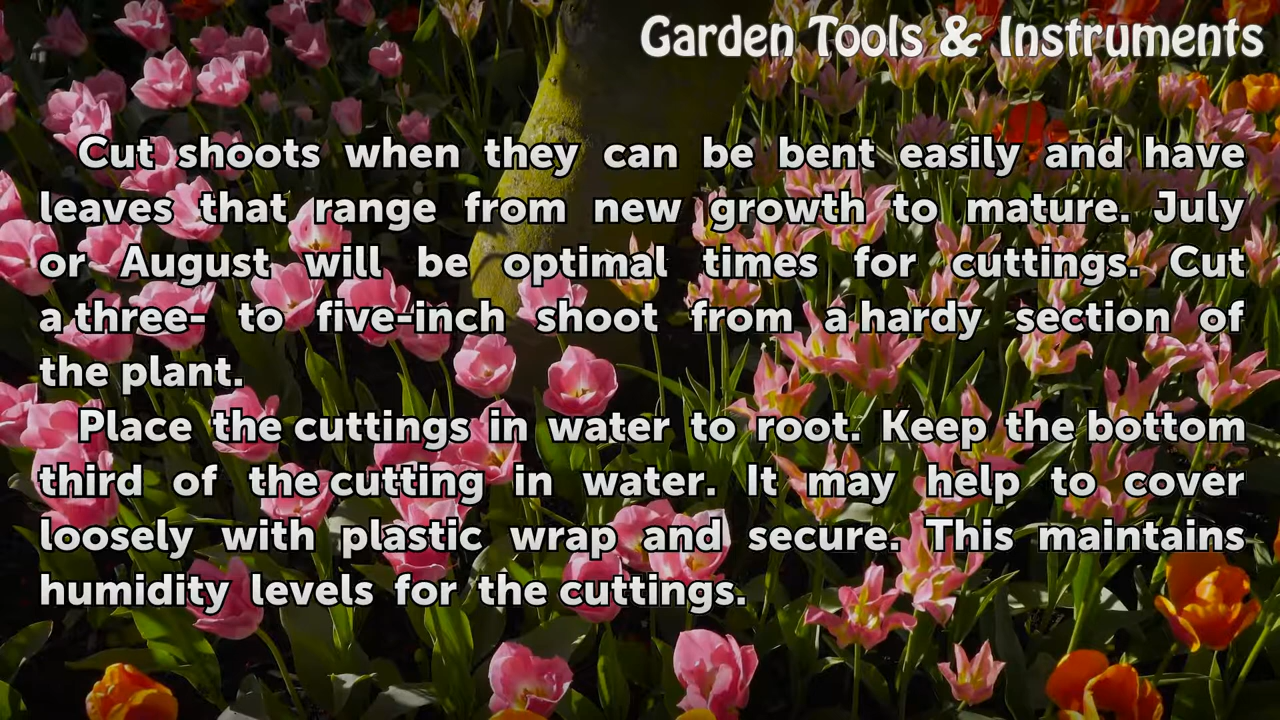 Garden Tools & Instruments
Cut shoots when they can be bent easily and have
leaves that range from new growth to mature. July
or August will be optimal times for cuttings. Cut
a three- to five-inch shoot from a hardy section of
the plant.
Place the cuttings in water to root. Keep the bottom
third of the cutting in water. It may help to cover
loosely with plastic wrap and secure. This maintains
humidity levels for the cuttings.